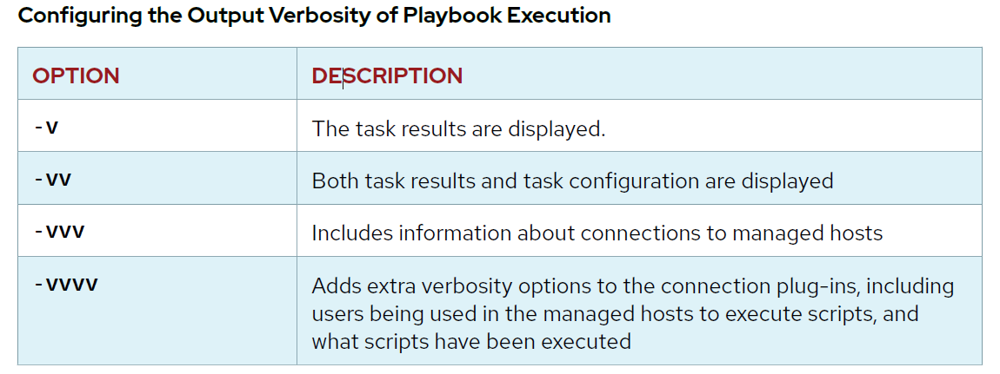 Configuring the Output Verbosity of Playbook Execution
OPTION DESCRIPTION
-v The task results are displayed.
-vv Both task results and task configuration are displayed
-vvv Includes information about connections to managed hosts
-vvvv Adds extra verbosity options to the connection plug-ins, including
users being used in the managed hosts to execute scripts, and
what scripts have been executed